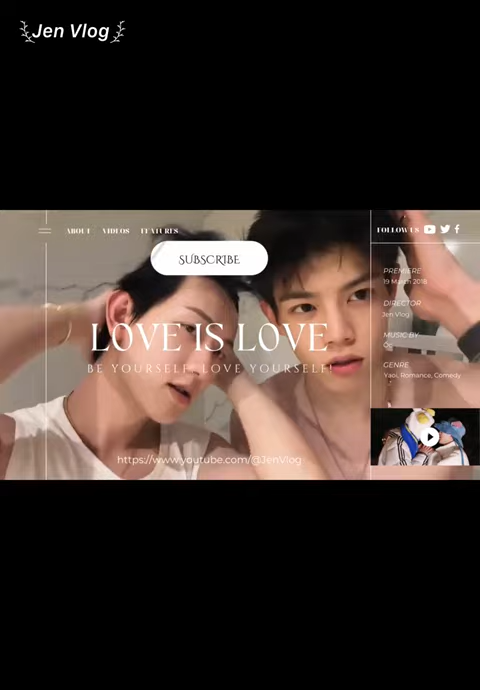 Jen Vlog
ABOUT VIDEOS FEATURES
FOLLOW US
SUBSCRIBE
PREMIERE
19 March 2018
DIRECTOR
Jen Vlog
MUSIC BY
GENRE
Yaoi, Romance, Comedy
LOVE IS LOVE
BE YOURSELF! LOVE YOURSELF!
https://www.youtube.com/@JenVlog